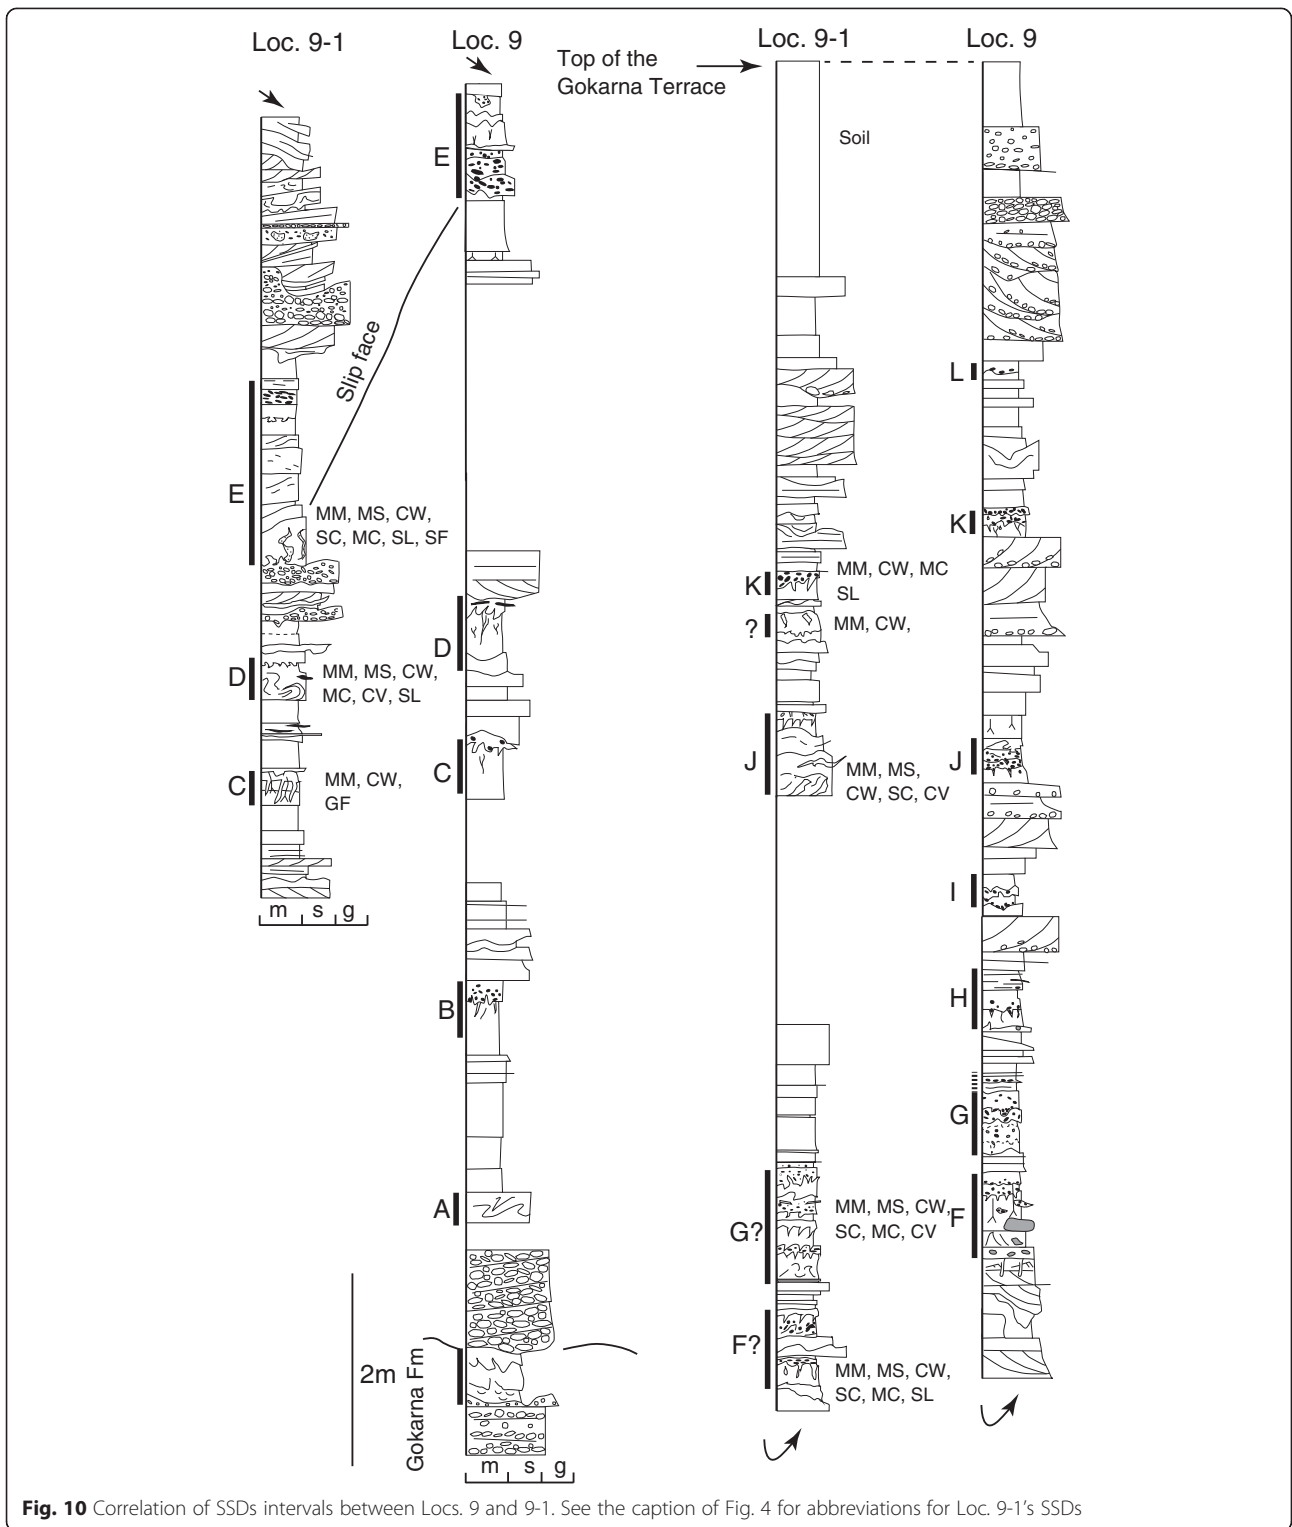 Loc. 9-1
Loc. 9
Top of the
Gokarna Terrace
Loc. 9-1
Loc. 9
Soil
E
Slip face
E
MM, MS, CW,
SC, MC, SL, SF
D
MM, MS, CW,
MC, CV, SL
C
MM, CW,
GF
m s g
D
C
B
A
2m
Gokarna Fm
m s g
K
MM, CW, MC
SL
?
MM, CW,
J
MM, MS,
CW, SC, CV
G?
MM, MS, CW,
SC, MC, CV
F?
MM, MS, CW,
SC, MC, SL
L
K
J
I
H
G
F
Fig. 10 Correlation of SSDs intervals between Locs. 9 and 9-1. See the caption of Fig. 4 for abbreviations for Loc. 9-1's SSDs